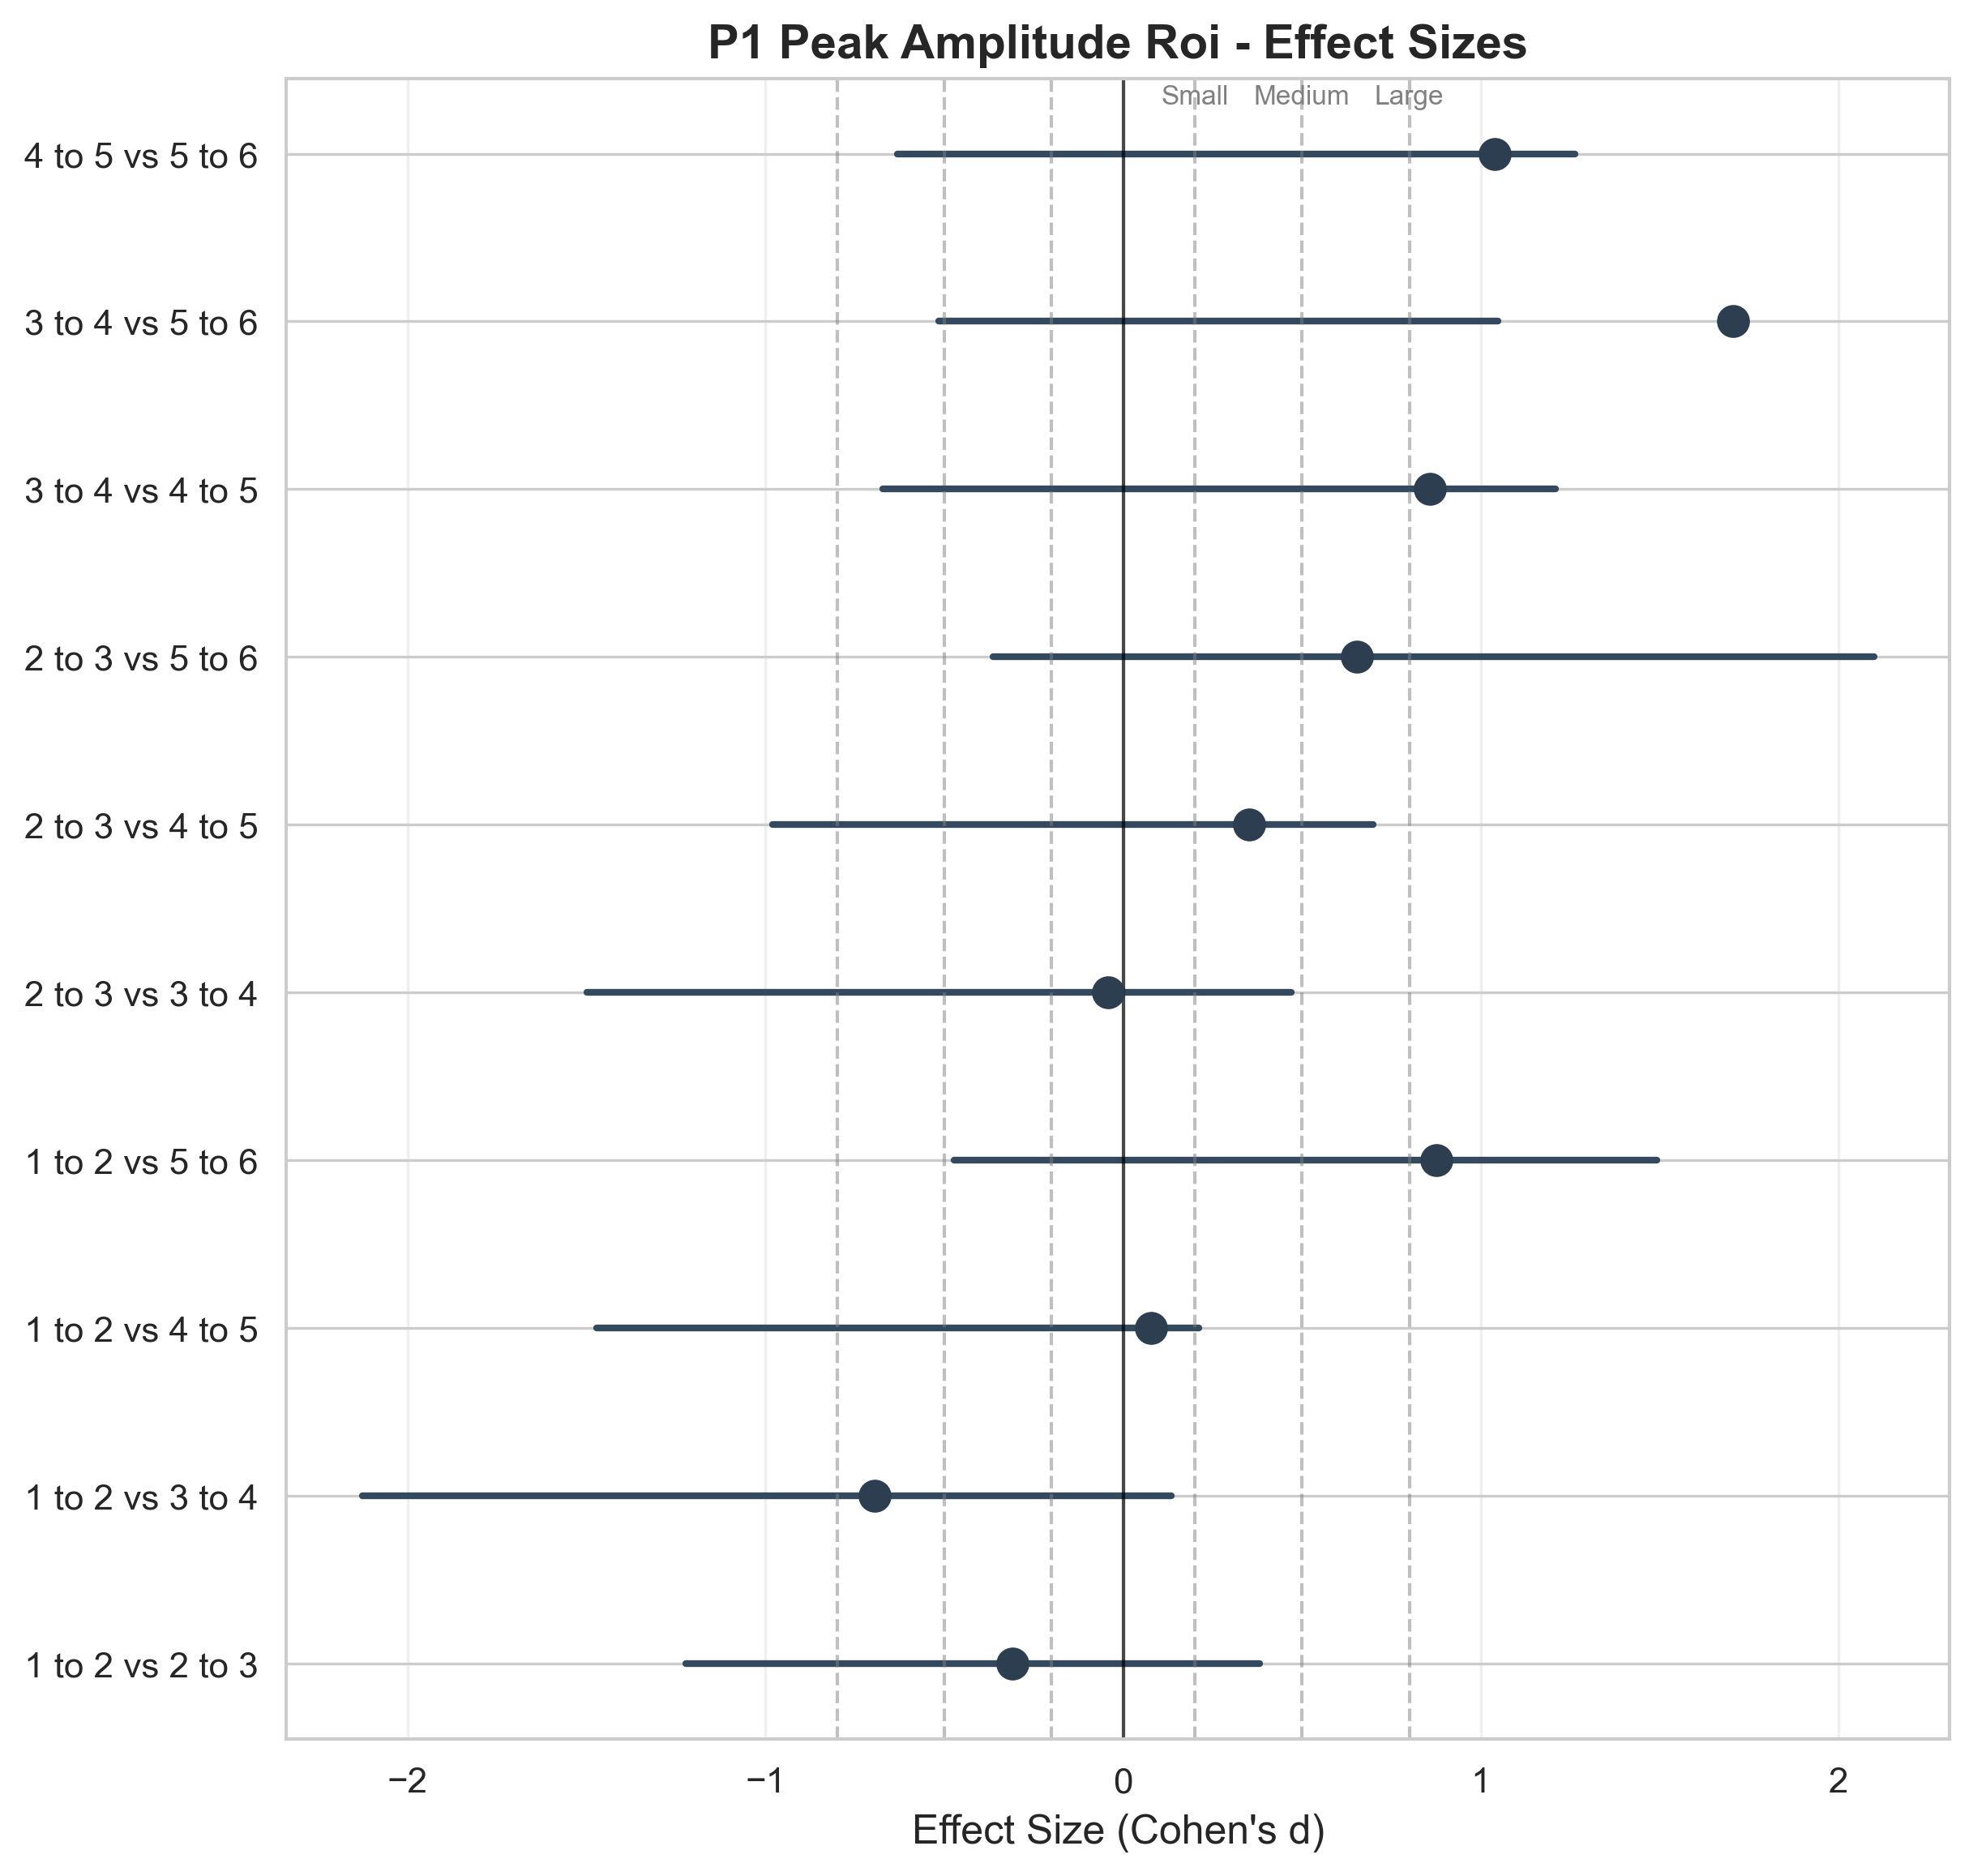 P1 Peak Amplitude Roi - Effect Sizes
Small Medium Large
4 to 5 vs 5 to 6
3 to 4 vs 5 to 6
3 to 4 vs 4 to 5
2 to 3 vs 5 to 6
2 to 3 vs 4 to 5
2 to 3 vs 3 to 4
1 to 2 vs 5 to 6
1 to 2 vs 4 to 5
1 to 2 vs 3 to 4
1 to 2 vs 2 to 3
−2 −1 0 1 2
Effect Size (Cohen's d)